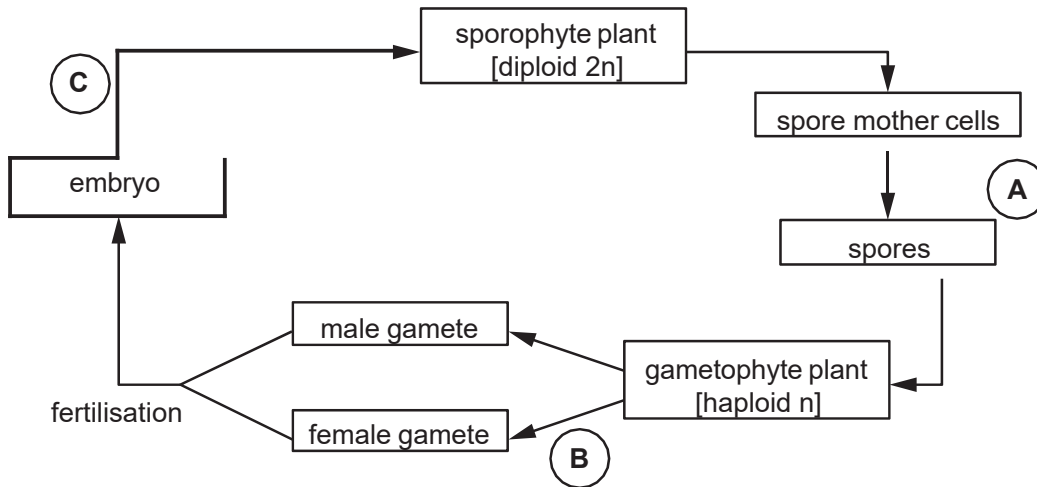 sporophyte plant
[diploid 2n]
C
spore mother cells
embryo
A
spores
male gamete
gametophyte plant
[haploid n]
fertilisation
female gamete
B